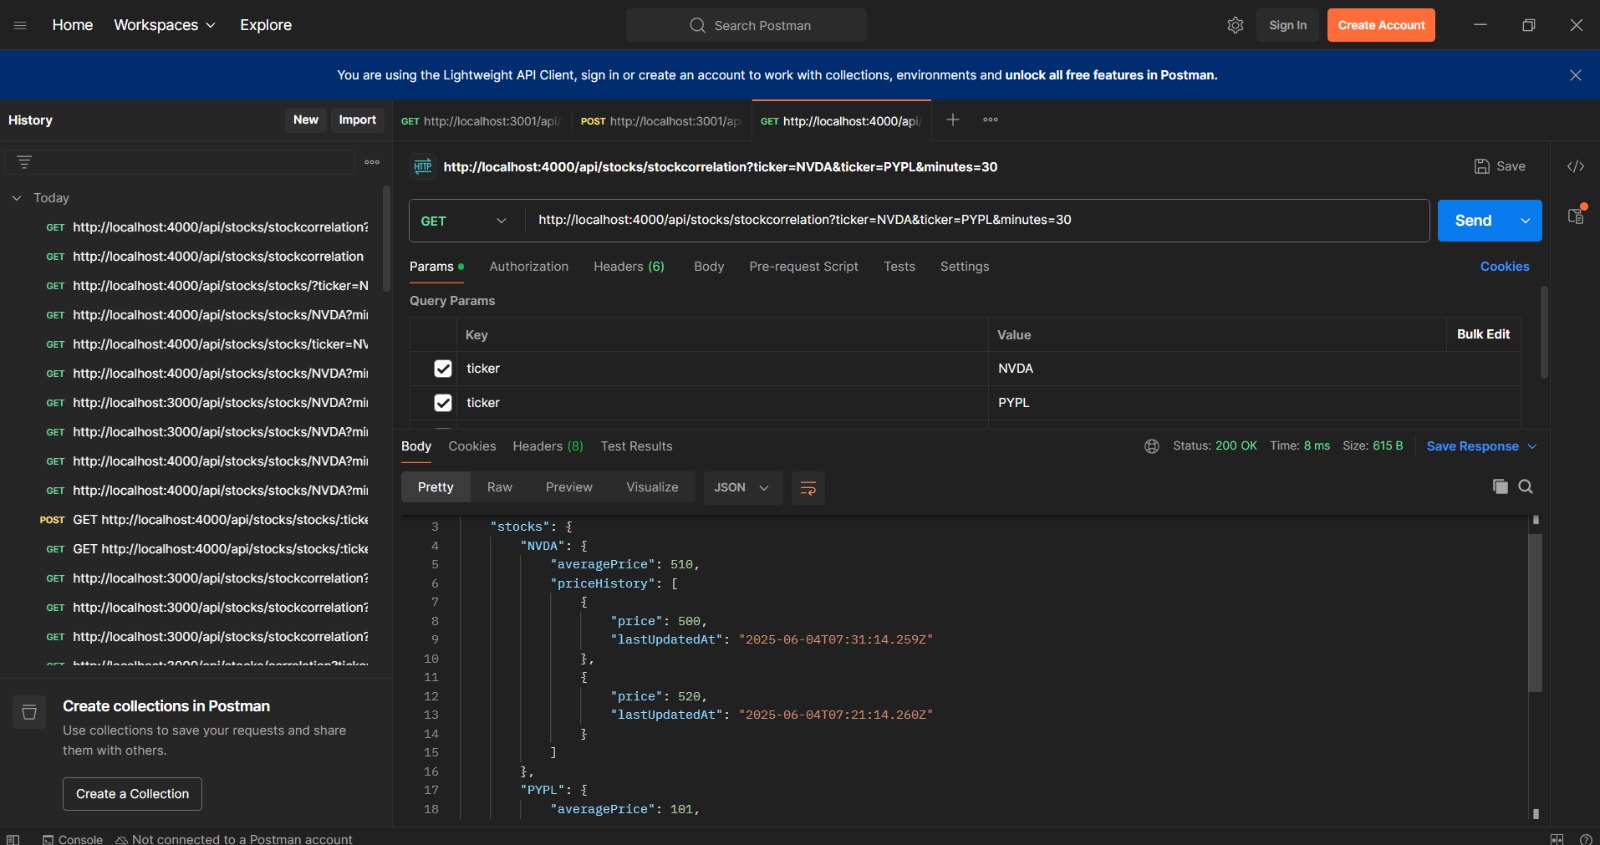 Home Workspaces Explore Search Postman Sign In Create Account
You are using the Lightweight API Client, sign in or create an account to work with collections, environments and unlock all free features in Postman.
History New Import
GET http://localhost:3001/api/ POST http://localhost:3001/ap GET http://localhost:4000/api/
HTTP http://localhost:4000/api/stocks/stockcorrelation?ticker=NVDA&ticker=PYPL&minutes=30 Save </>
Today
GET http://localhost:4000/api/stocks/stockcorrelation?
GET http://localhost:4000/api/stocks/stockcorrelation
GET http://localhost:4000/api/stocks/stocks/?ticker=N
GET http://localhost:4000/api/stocks/stocks/NVDA?mi
GET http://localhost:4000/api/stocks/stocks/ticker=NV
GET http://localhost:4000/api/stocks/stocks/NVDA?mi
GET http://localhost:3000/api/stocks/stocks/NVDA?mi
GET http://localhost:3000/api/stocks/stocks/NVDA?mi
GET http://localhost:4000/api/stocks/stocks/NVDA?mi
GET http://localhost:4000/api/stocks/stocks/NVDA?mi
POST GET http://localhost:4000/api/stocks/stocks/:ticke
GET GET http://localhost:4000/api/stocks/stocks/:ticke
GET http://localhost:3000/api/stocks/stockcorrelation?
GET http://localhost:3000/api/stocks/stockcorrelation?
GET http://localhost:3000/api/stocks/stockcorrelation?
Create collections in Postman
Use collections to save your requests and share
them with others.
Create a Collection
GET http://localhost:4000/api/stocks/stockcorrelation?ticker=NVDA&ticker=PYPL&minutes=30 Send
Params Authorization Headers (6) Body Pre-request Script Tests Settings Cookies
Query Params
Key Value Bulk Edit
ticker NVDA
ticker PYPL
Body Cookies Headers (8) Test Results Status: 200 OK Time: 8 ms Size: 615 B Save Response
Pretty Raw Preview Visualize JSON
3 "stocks": {
4 "NVDA": {
5 "averagePrice": 510,
6 "priceHistory": [
7 {
8 "price": 500,
9 "lastUpdatedAt": "2025-06-04T07:31:14.259Z"
10 },
11 {
12 "price": 520,
13 "lastUpdatedAt": "2025-06-04T07:21:14.260Z"
14 }
15 ]
16 },
17 "PYPL": {
18 "averagePrice": 101,
Console Not connected to a Postman account